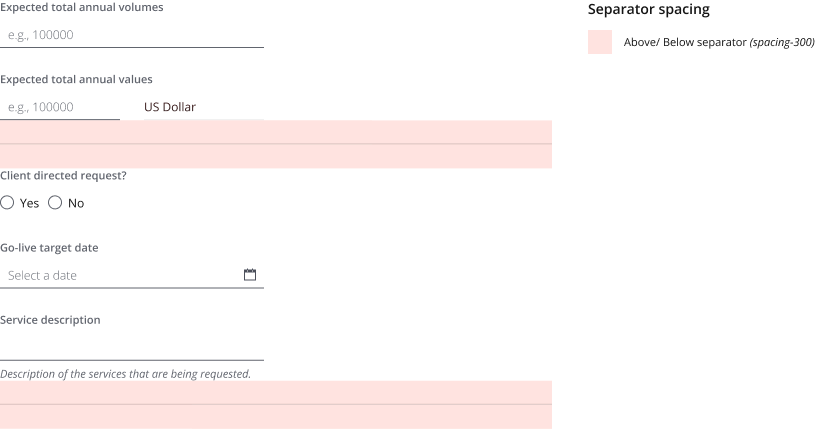 Expected total annual volumes
e.g., 100000
Expected total annual values
e.g., 100000 US Dollar
Client directed request?
Yes No
Go-live target date
Select a date
Service description
Description of the services that are being requested.
Separator spacing
Above/ Below separator (spacing-300)